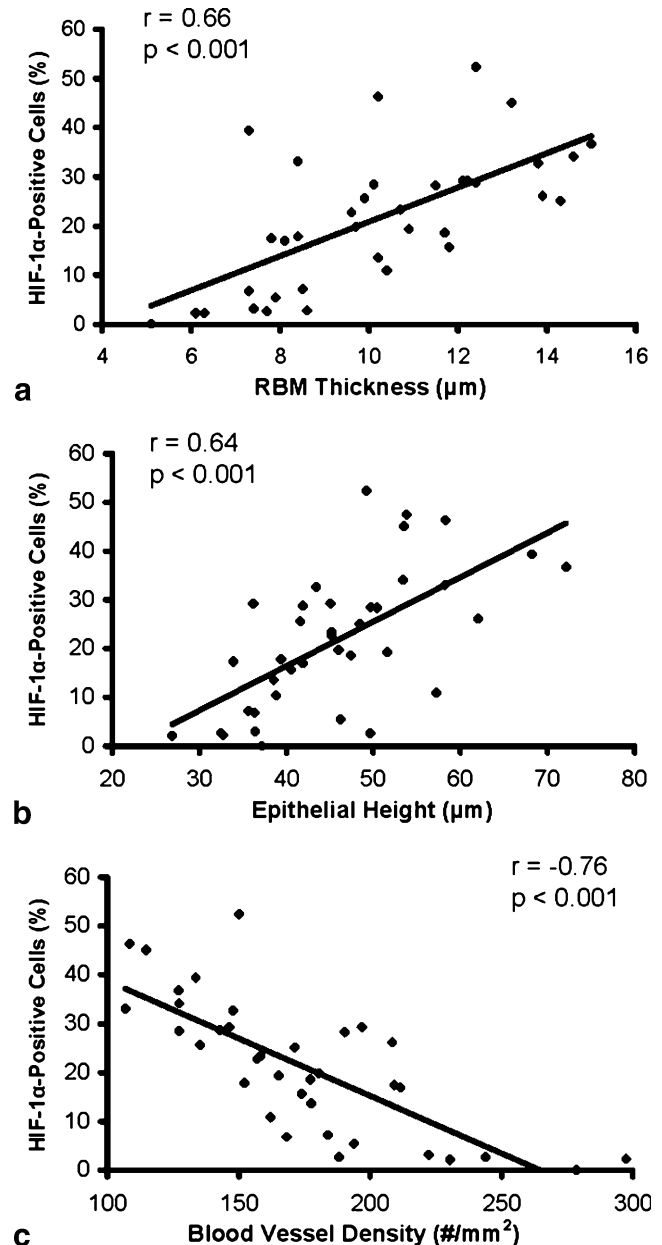 r = 0.66
p < 0.001
HIF-1α-Positive Cells (%)
60
50
40
30
20
10
0
4 6 8 10 12 14 16
RBM Thickness (µm)
a
r = 0.64
p < 0.001
HIF-1α-Positive Cells (%)
60
50
40
30
20
10
0
20 30 40 50 60 70 80
Epithelial Height (µm)
b
r = -0.76
p < 0.001
HIF-1α-Positive Cells (%)
60
50
40
30
20
10
0
100 150 200 250 300
Blood Vessel Density (#/mm²)
c